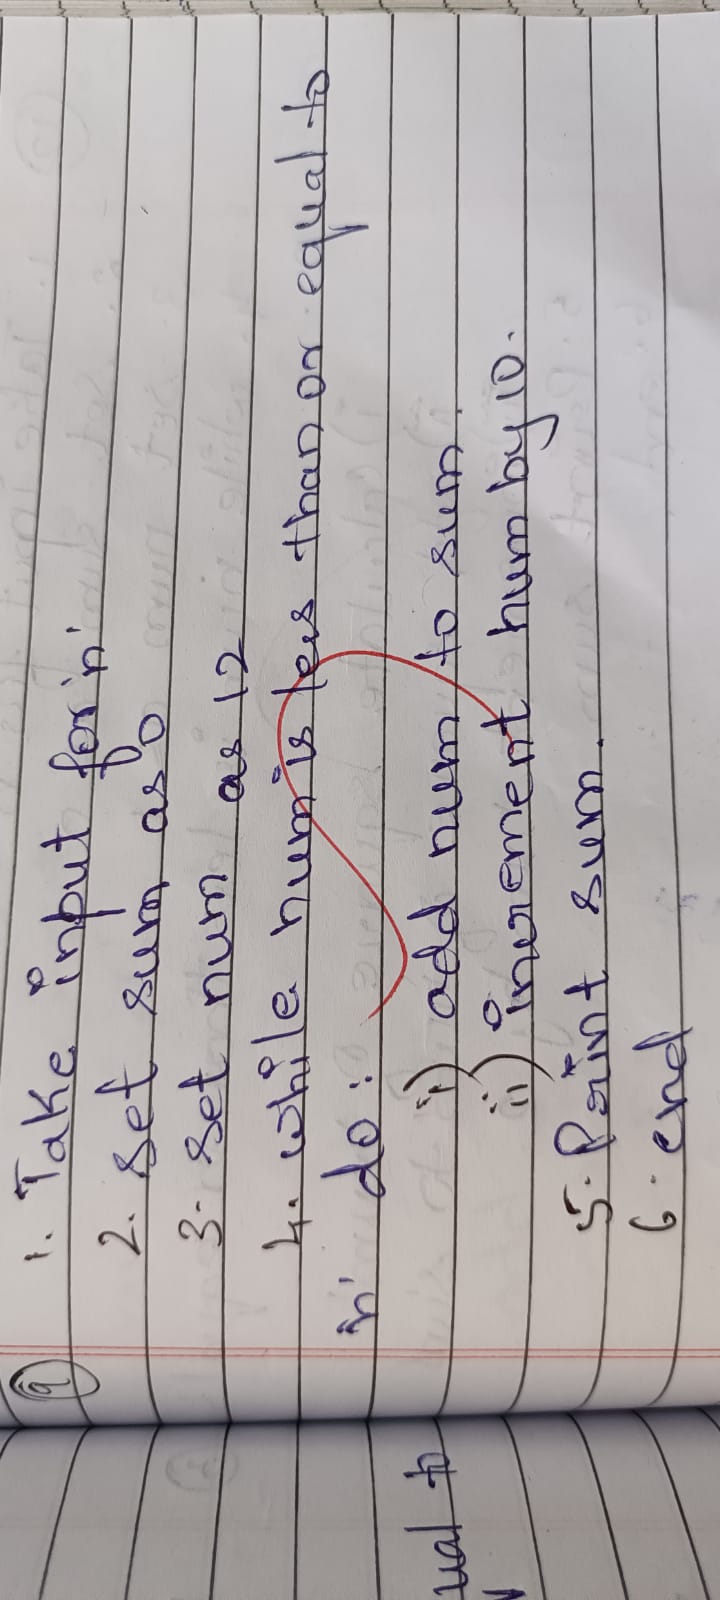 9 1. Take input for 'n'
2. Set sum as 0
3. Set num as 12
4. while num is less than or equal to
'n' do:
i) add num to sum.
ii) increment num by 10.
5. Print sum.
6. end
ual to